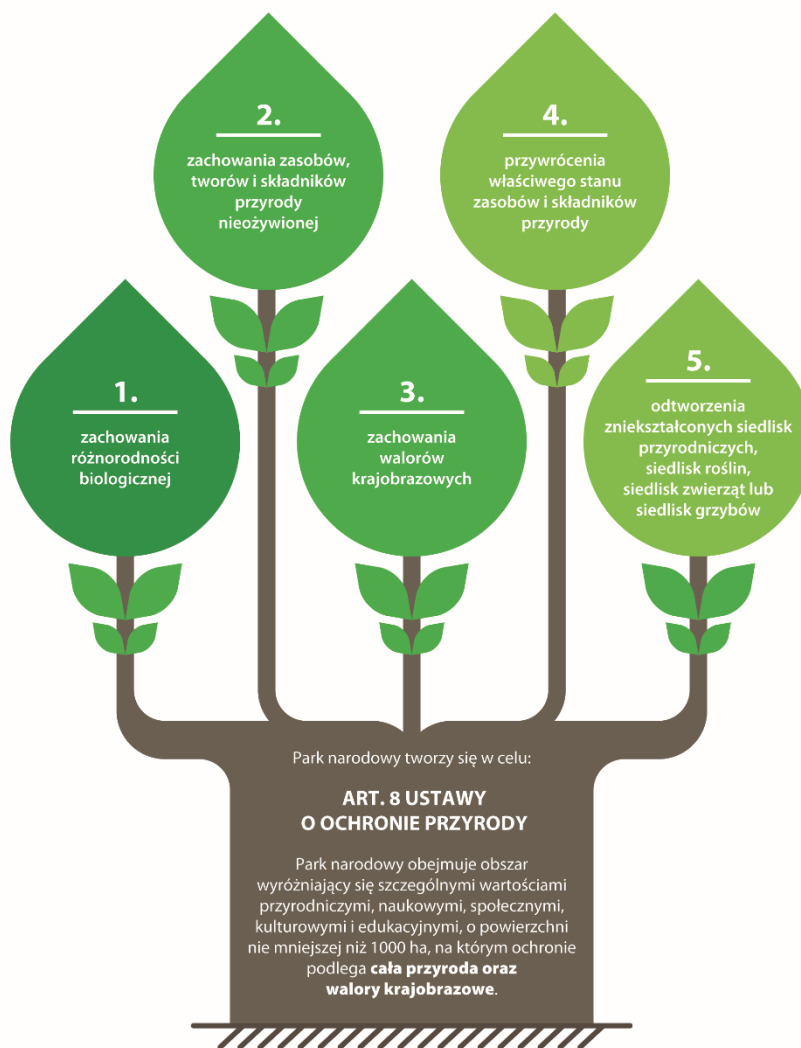 2.
zachowania zasobów,
tworów i składników
przyrody
nieożywionej
4.
przywrócenia
właściwego stanu
zasobów i składników
przyrody
1.
zachowania
różnorodności
biologicznej
3.
zachowania
walorów
krajobrazowych
5.
odtworzenia
zniekształconych siedlisk
przyrodniczych,
siedlisk roślin,
siedlisk zwierząt lub
siedlisk grzybów
Park narodowy tworzy się w celu:
ART. 8 USTAWY
O OCHRONIE PRZYRODY
Park narodowy obejmuje obszar
wyróżniający się szczególnymi wartościami
przyrodniczymi, naukowymi, społecznymi,
kulturowymi i edukacyjnymi, o powierzchni
nie mniejszej niż 1000 ha, na którym ochronie
podlega cała przyroda oraz
walory krajobrazowe.